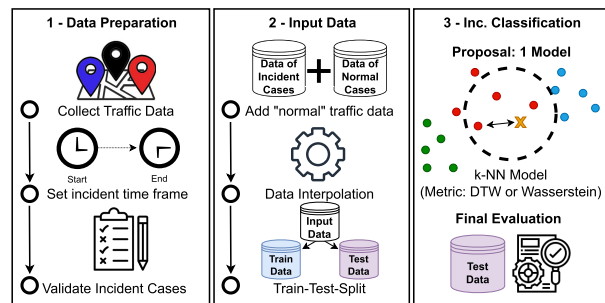 1 - Data Preparation
Collect Traffic Data
Start
End
Set incident time frame
Validate Incident Cases
2 - Input Data
Data of
Incident
Cases
Data of
Normal
Cases
Add "normal" traffic data
Data Interpolation
Input
Data
Train
Data
Test
Data
Train-Test-Split
3 - Inc. Classification
Proposal: 1 Model
X
k-NN Model
(Metric: DTW or Wasserstein)
Final Evaluation
Test
Data